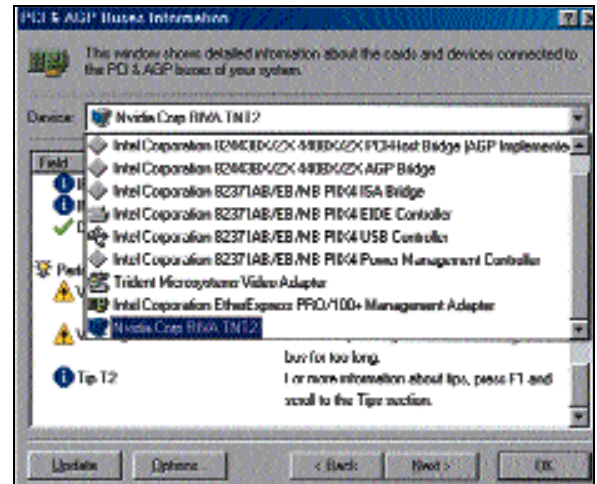 PCI & AGP Buses Information
This window shows detailed information about the cards and devices connected to
the PCI & AGP buses of your system.
Device: Nvidia Corp RIVA TNT2
Intel Corporation 82443BX/ZX 440BX/ZX PCI-Host Bridge (AGP Implemente
Intel Corporation 82443BX/ZX 440BX/ZX AGP Bridge
Field
Intel Corporation 82371AB/EB/MB PIIX4 ISA Bridge
Intel Corporation 82371AB/EB/MB PIIX4 EIDE Controller
Intel Corporation 82371AB/EB/MB PIIX4 USB Controller
Intel Corporation 82371AB/EB/MB PIIX4 Power Management Controller
Trident Microsystems Video Adapter
Intel Corporation EtherExpress PRO/100+ Management Adapter
Nvidia Corp RIVA TNT2
bus for too long.
Tip T2 For more information about tips, press F1 and
scroll to the Tips section.
Update Options... < Back Next > OK